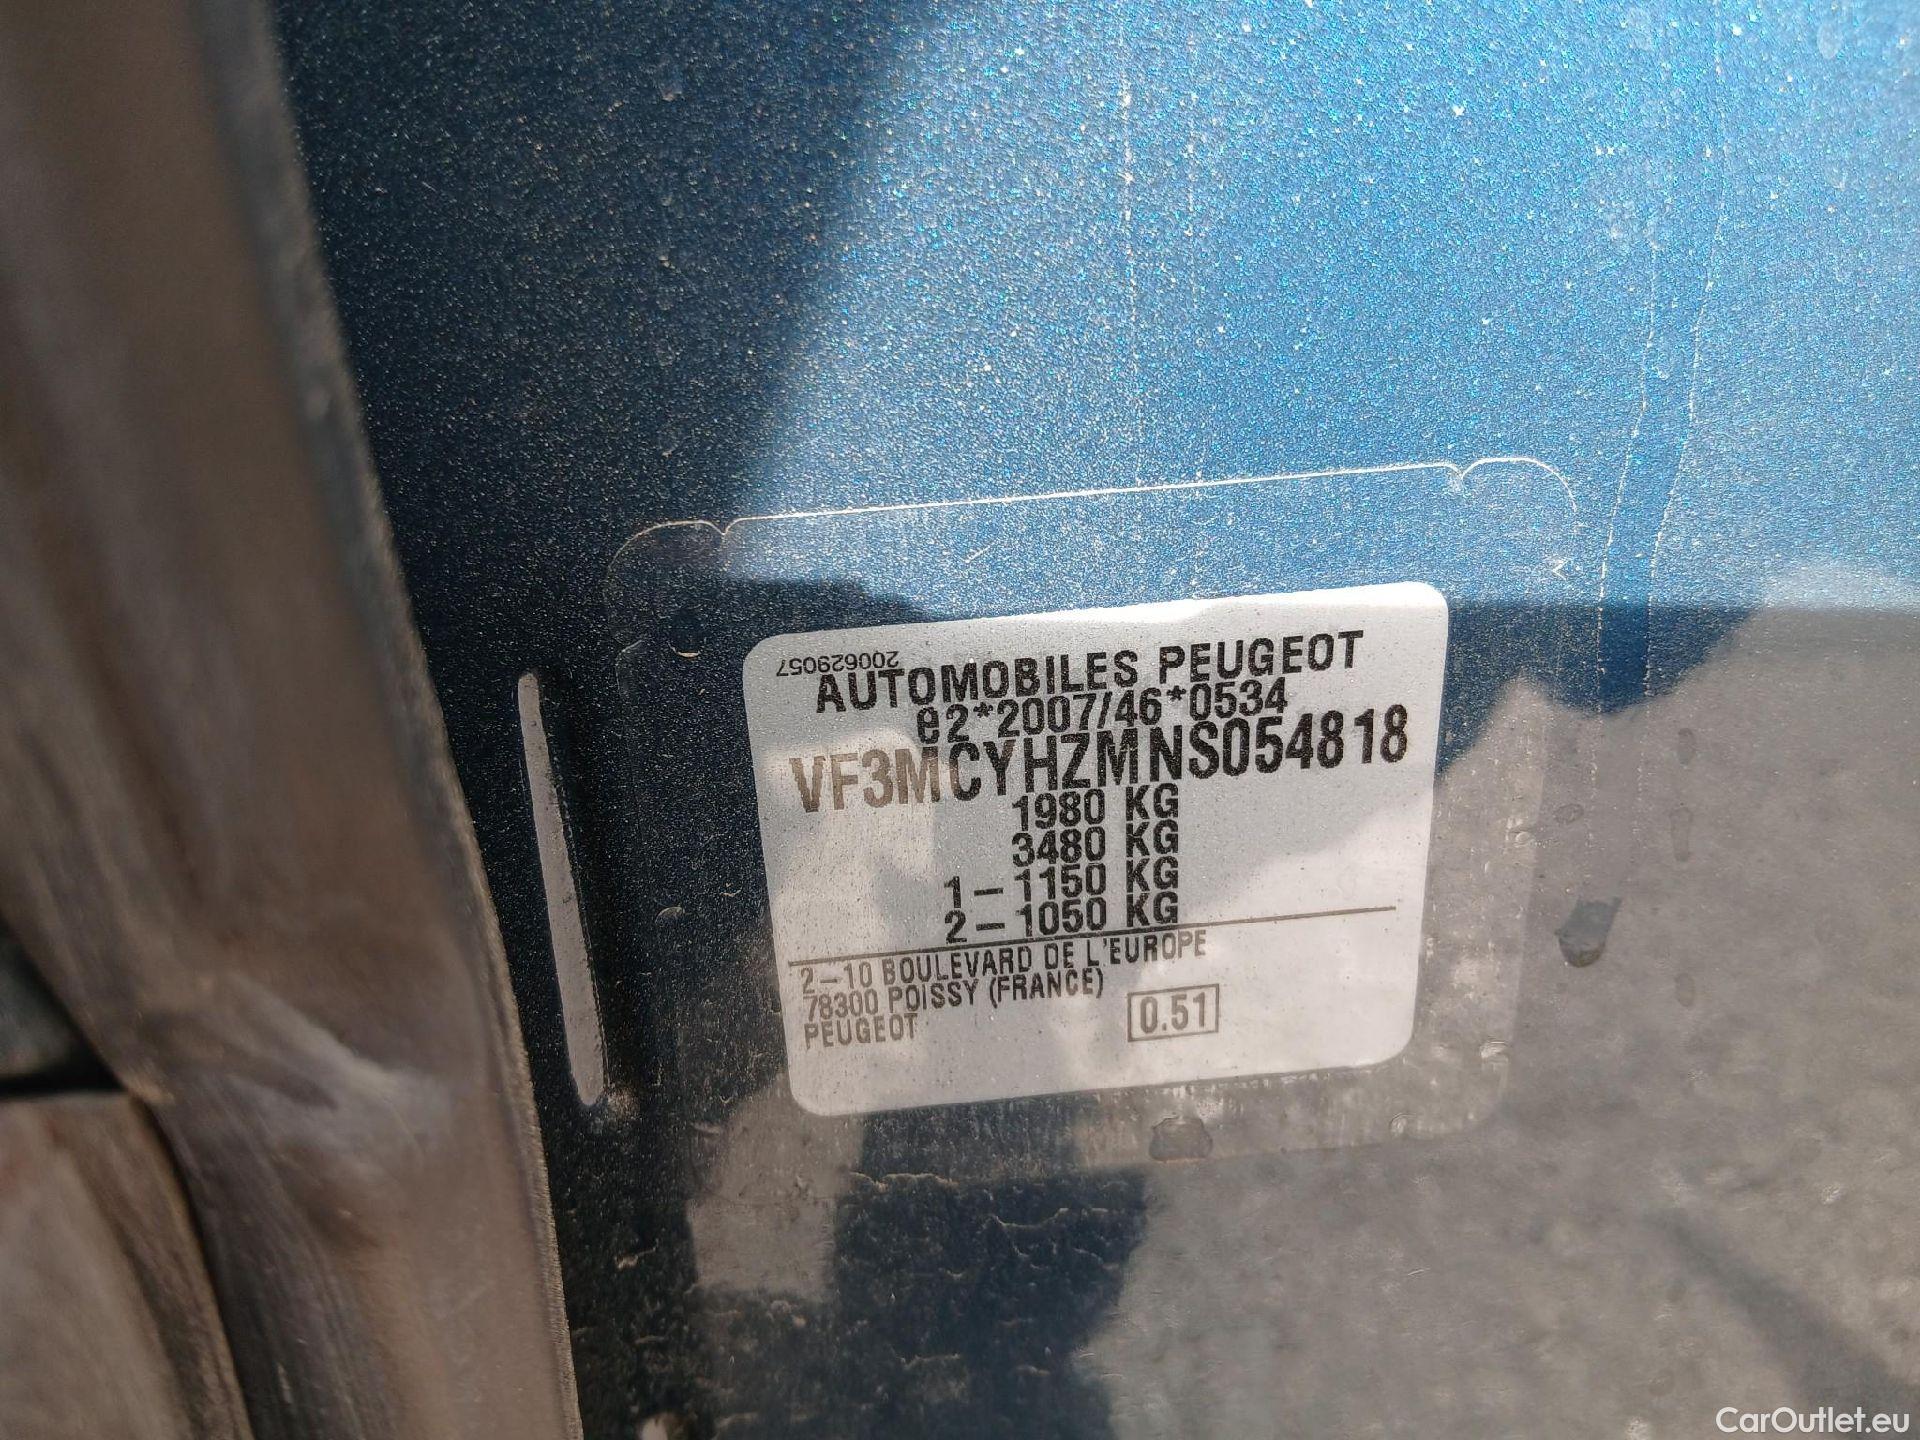 200629057
AUTOMOBILES PEUGEOT
e2*2007/46*0534
VF3MCYHZMNS054818
1980 KG
3480 KG
1-1150 KG
2-1050 KG
2-10 BOULEVARD DE L'EUROPE
78300 POISSY (FRANCE)
PEUGEOT
0.51
CarOutlet.eu